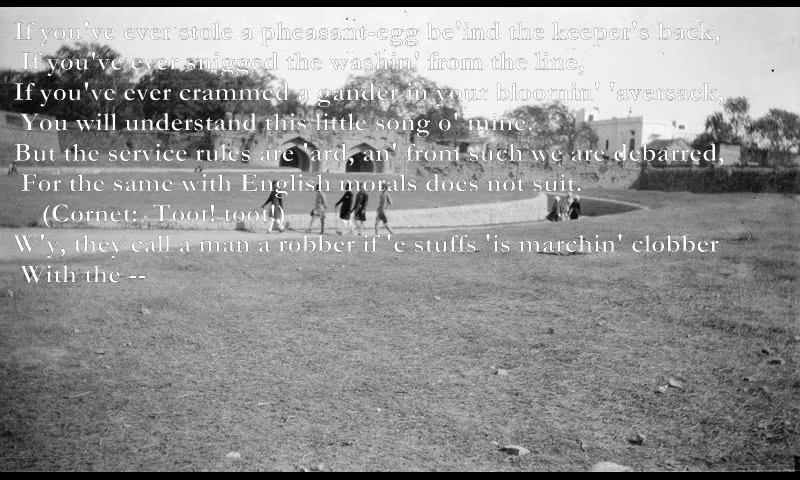 If you've ever stole a pheasant-egg be'ind the keeper's back,
If you've ever snigged the washin' from the line,
If you've ever crammed a gander in your bloomin' 'aversack,
You will understand this little song o' mine.
But the service rules are 'ard, an' from such we are debarred,
For the same with English morals does not suit.
(Cornet: Toot! toot!)
W'y, they call a man a robber if 'e stuffs 'is marchin' clobber
With the --